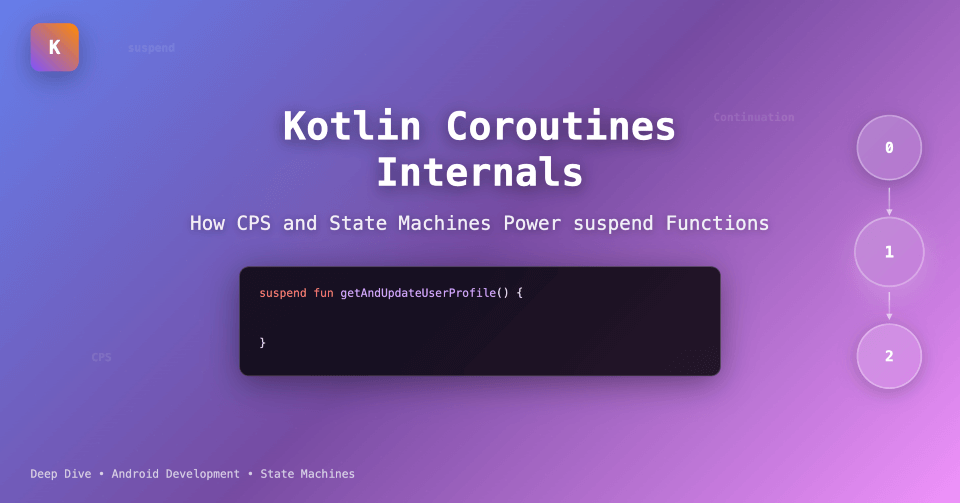 K
suspend
Kotlin Coroutines
Internals
Continuation
How CPS and State Machines Power suspend Functions
suspend fun getAndUpdateUserProfile() {
}
CPS
0
1
2
Deep Dive • Android Development • State Machines